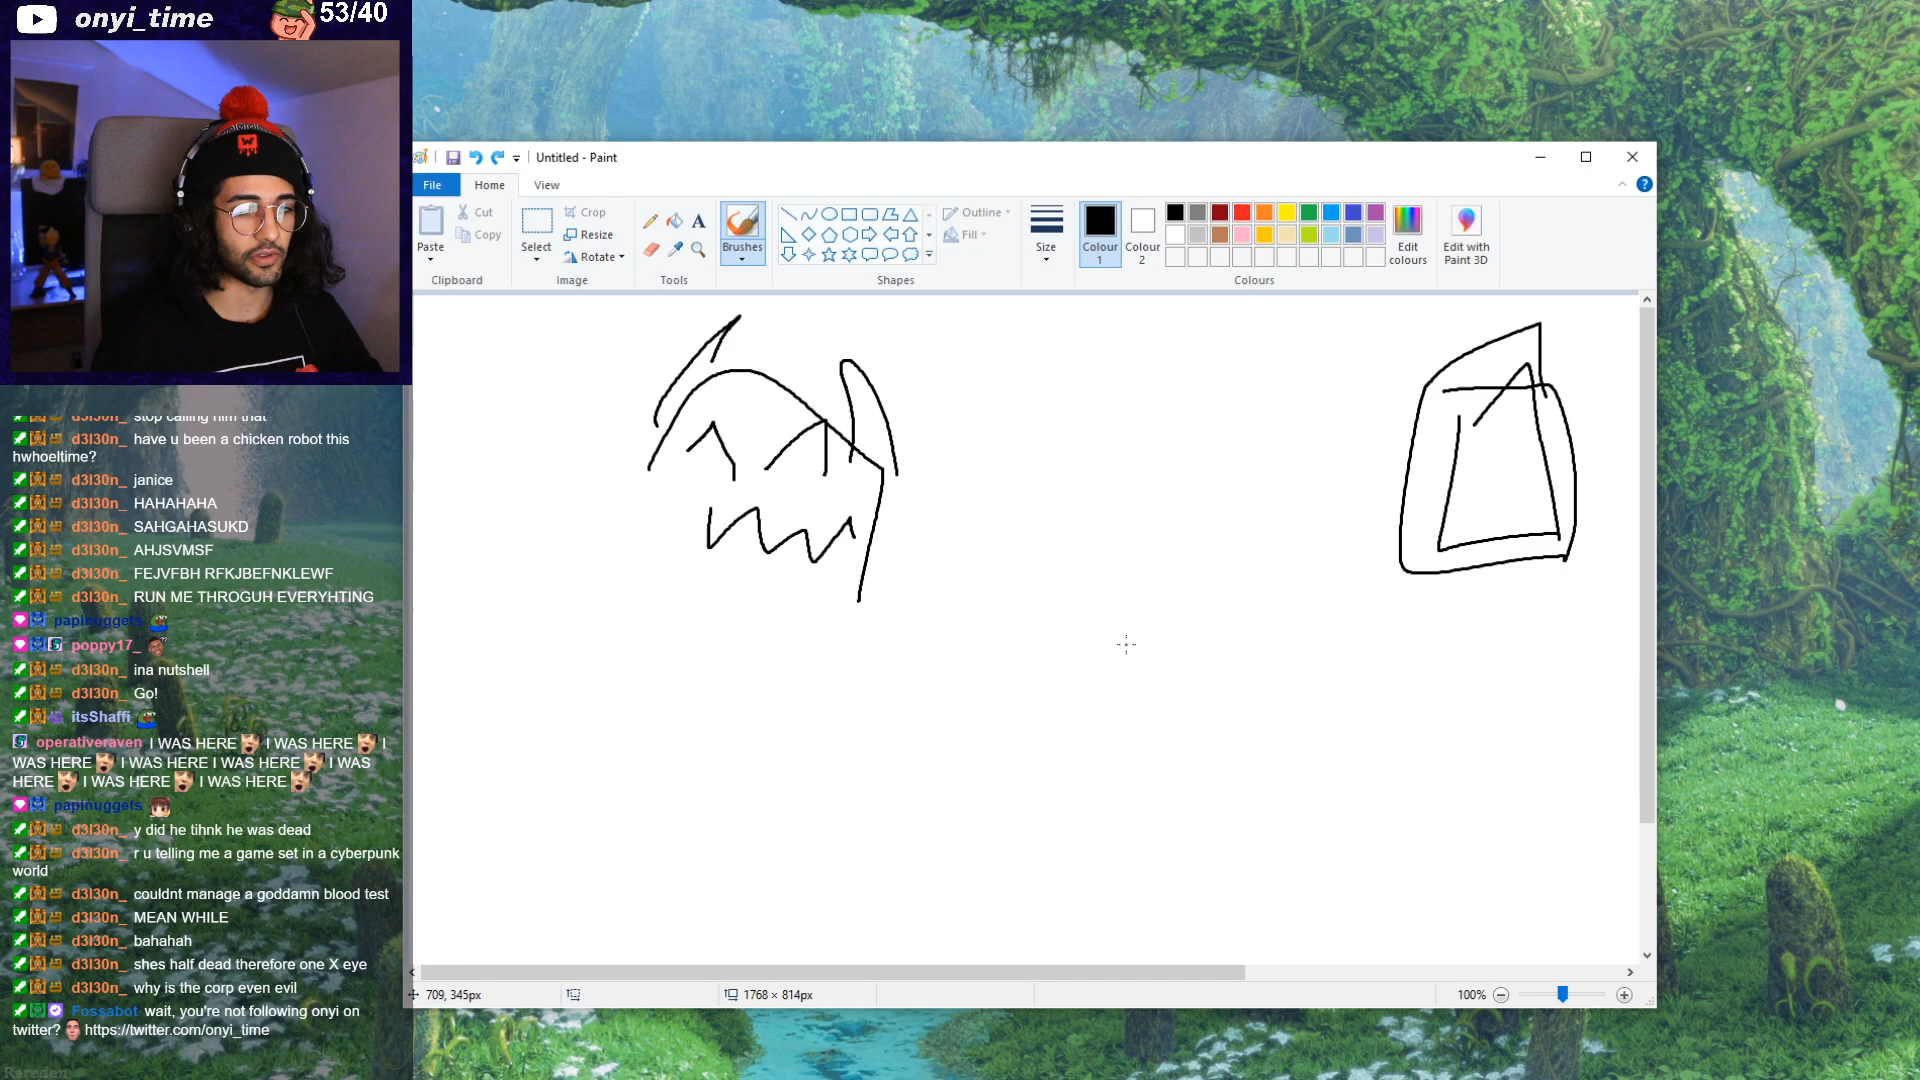 onyi_time
53/40
stop calling him that
d3l30n_ have u been a chicken robot this
hwhoeltime?
d3l30n_ janice
d3l30n_ HAHAHAHA
d3l30n_ SAHGAHASUKD
d3l30n_ AHJSVMSF
d3l30n_ FEJVFBH RFKJBEFNKLEWF
d3l30n_ RUN ME THROGUH EVERYHTING
papinuggets
poppy17_
d3l30n_ ina nutshell
d3l30n_ Go!
itsShaffi
operativeraven I WAS HERE I WAS HERE I
WAS HERE I WAS HERE I WAS HERE I WAS
HERE I WAS HERE I WAS HERE
papinuggets
d3l30n_ y did he tihnk he was dead
d3l30n_ r u telling me a game set in a cyberpunk
world
d3l30n_ couldnt manage a goddamn blood test
d3l30n_ MEAN WHILE
d3l30n_ bahahah
d3l30n_ shes half dead therefore one X eye
d3l30n_ why is the corp even evil
Fossabot wait, you're not following onyi on
twitter? https://twitter.com/onyi_time
Untitled - Paint
File Home View
Paste
Cut
Copy
Clipboard
Select
Crop
Resize
Rotate
Image
A
Tools
Brushes
Outline
Fill
Shapes
Size
Colour
1
Colour
2
Edit
colours
Colours
Edit with
Paint 3D
709, 345px
1768 × 814px
100%